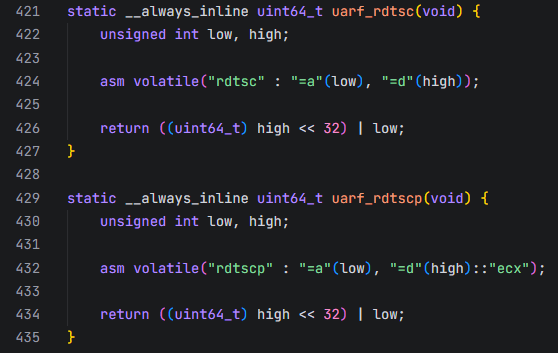 421 static __always_inline uint64_t uarf_rdtsc(void) {
422     unsigned int low, high;
423
424     asm volatile("rdtsc" : "=a"(low), "=d"(high));
425
426     return ((uint64_t) high << 32) | low;
427 }
428
429 static __always_inline uint64_t uarf_rdtscp(void) {
430     unsigned int low, high;
431
432     asm volatile("rdtscp" : "=a"(low), "=d"(high)::"ecx");
433
434     return ((uint64_t) high << 32) | low;
435 }